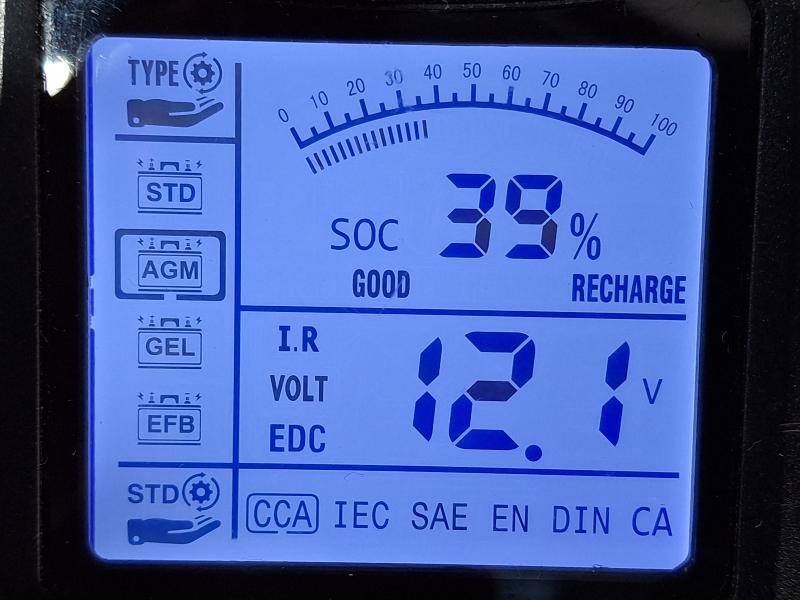 TYPE
0 10 20 30 40 50 60 70 80 90 100
STD
AGM
GEL
EFB
STD
SOC 39%
GOOD RECHARGE
I.R
VOLT
EDC
12.1 V
CCA IEC SAE EN DIN CA